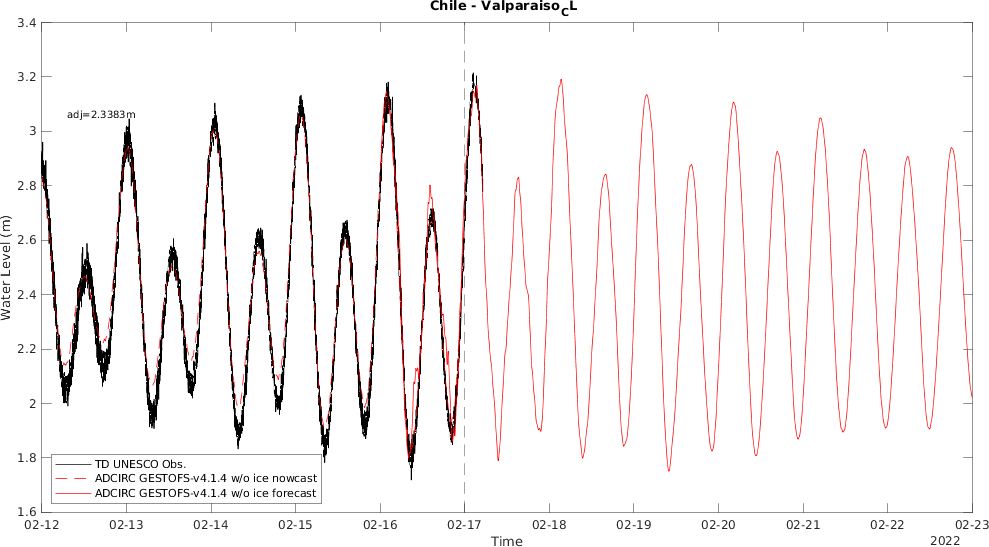 Chile - Valparaiso_CL
3.4
3.2
adj=2.3383m
3
2.8
2.6
Water Level (m)
2.4
2.2
2
1.8
TD UNESCO Obs.
ADCIRC GESTOFS-v4.1.4 w/o ice nowcast
ADCIRC GESTOFS-v4.1.4 w/o ice forecast
1.6
02-12 02-13 02-14 02-15 02-16 02-17 02-18 02-19 02-20 02-21 02-22 02-23
Time
2022